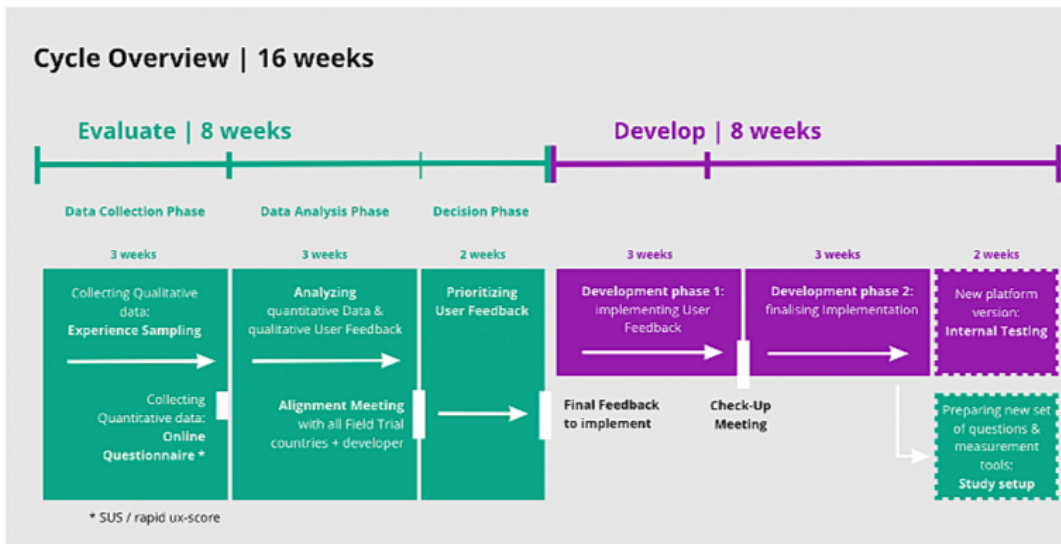 Cycle Overview | 16 weeks
Evaluate | 8 weeks
Develop | 8 weeks
Data Collection Phase
Data Analysis Phase
Decision Phase
3 weeks
3 weeks
2 weeks
3 weeks
3 weeks
2 weeks
Collecting Qualitative
data:
Experience Sampling
Collecting
Quantitative data:
Online
Questionnaire *
Analyzing
quantitative Data &
qualitative User Feedback
Alignment Meeting
with all Field Trial
countries + developer
Prioritizing
User Feedback
Development phase 1:
implementing User
Feedback
Final Feedback
to implement
Check-Up
Meeting
Development phase 2:
finalising Implementation
New platform
version:
Internal Testing
Preparing new set
of questions &
measurement
tools:
Study setup
* SUS / rapid ux-score